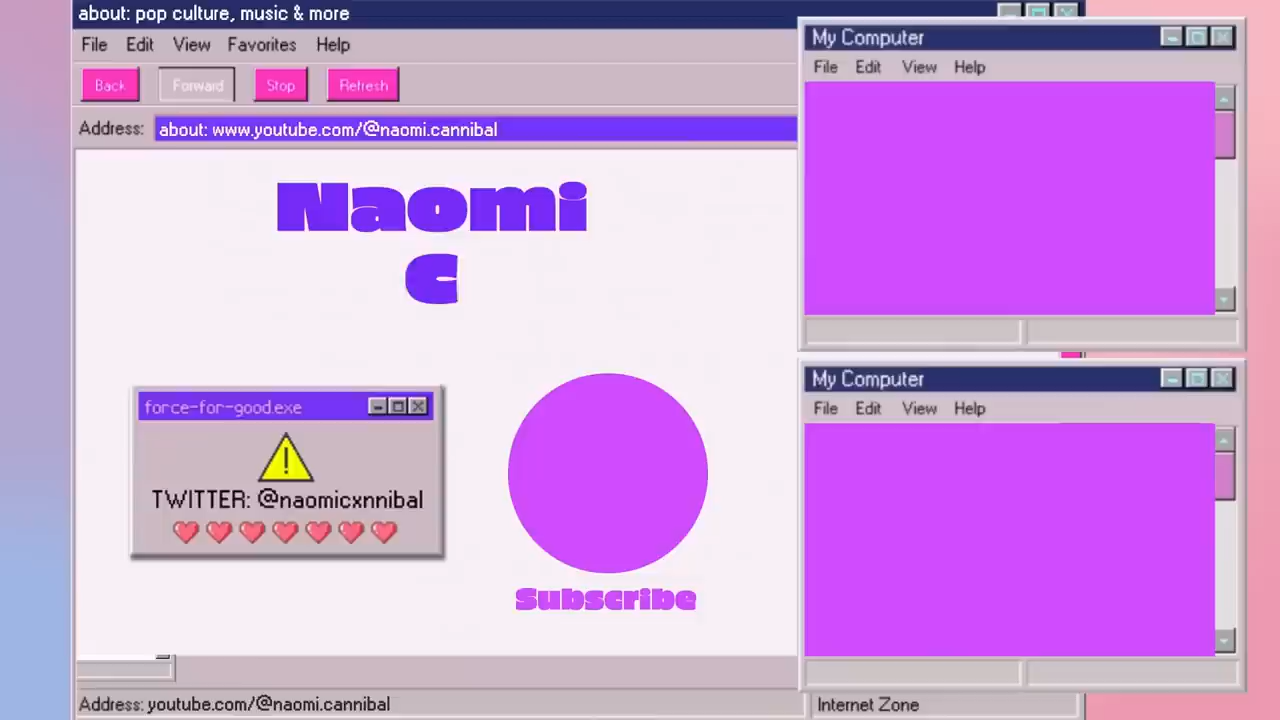 about: pop culture, music & more
File Edit View Favorites Help
Back Forward Stop Refresh
Address: about: www.youtube.com/@naomi.cannibal
Naomi
C
force-for-good.exe
TWITTER: @naomicxnnibal
Subscribe
Address: youtube.com/@naomi.cannibal
Internet Zone
My Computer
File Edit View Help
My Computer
File Edit View Help